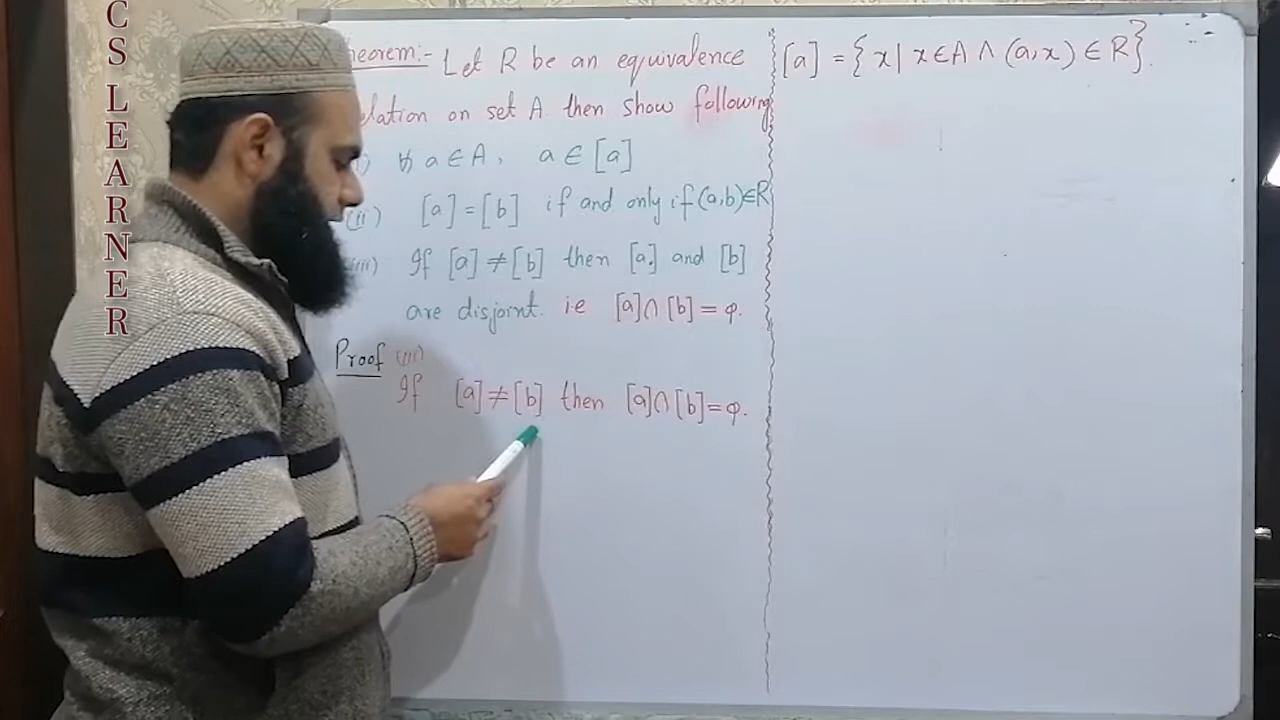 CS LEARNER
heorem:- Let R be an equivalence
elation on set A. then show following
i) ∀ a ∈ A, a ∈ [a]
(ii) [a] = [b] if and only if (a,b) ∈ R
(iii) If [a] ≠ [b] then [a] and [b]
are disjoint. i.e [a] ∩ [b] = φ.
Proof (iii)
If [a] ≠ [b] then [a] ∩ [b] = φ.
[a] = { x | x ∈ A ∧ (a,x) ∈ R }.